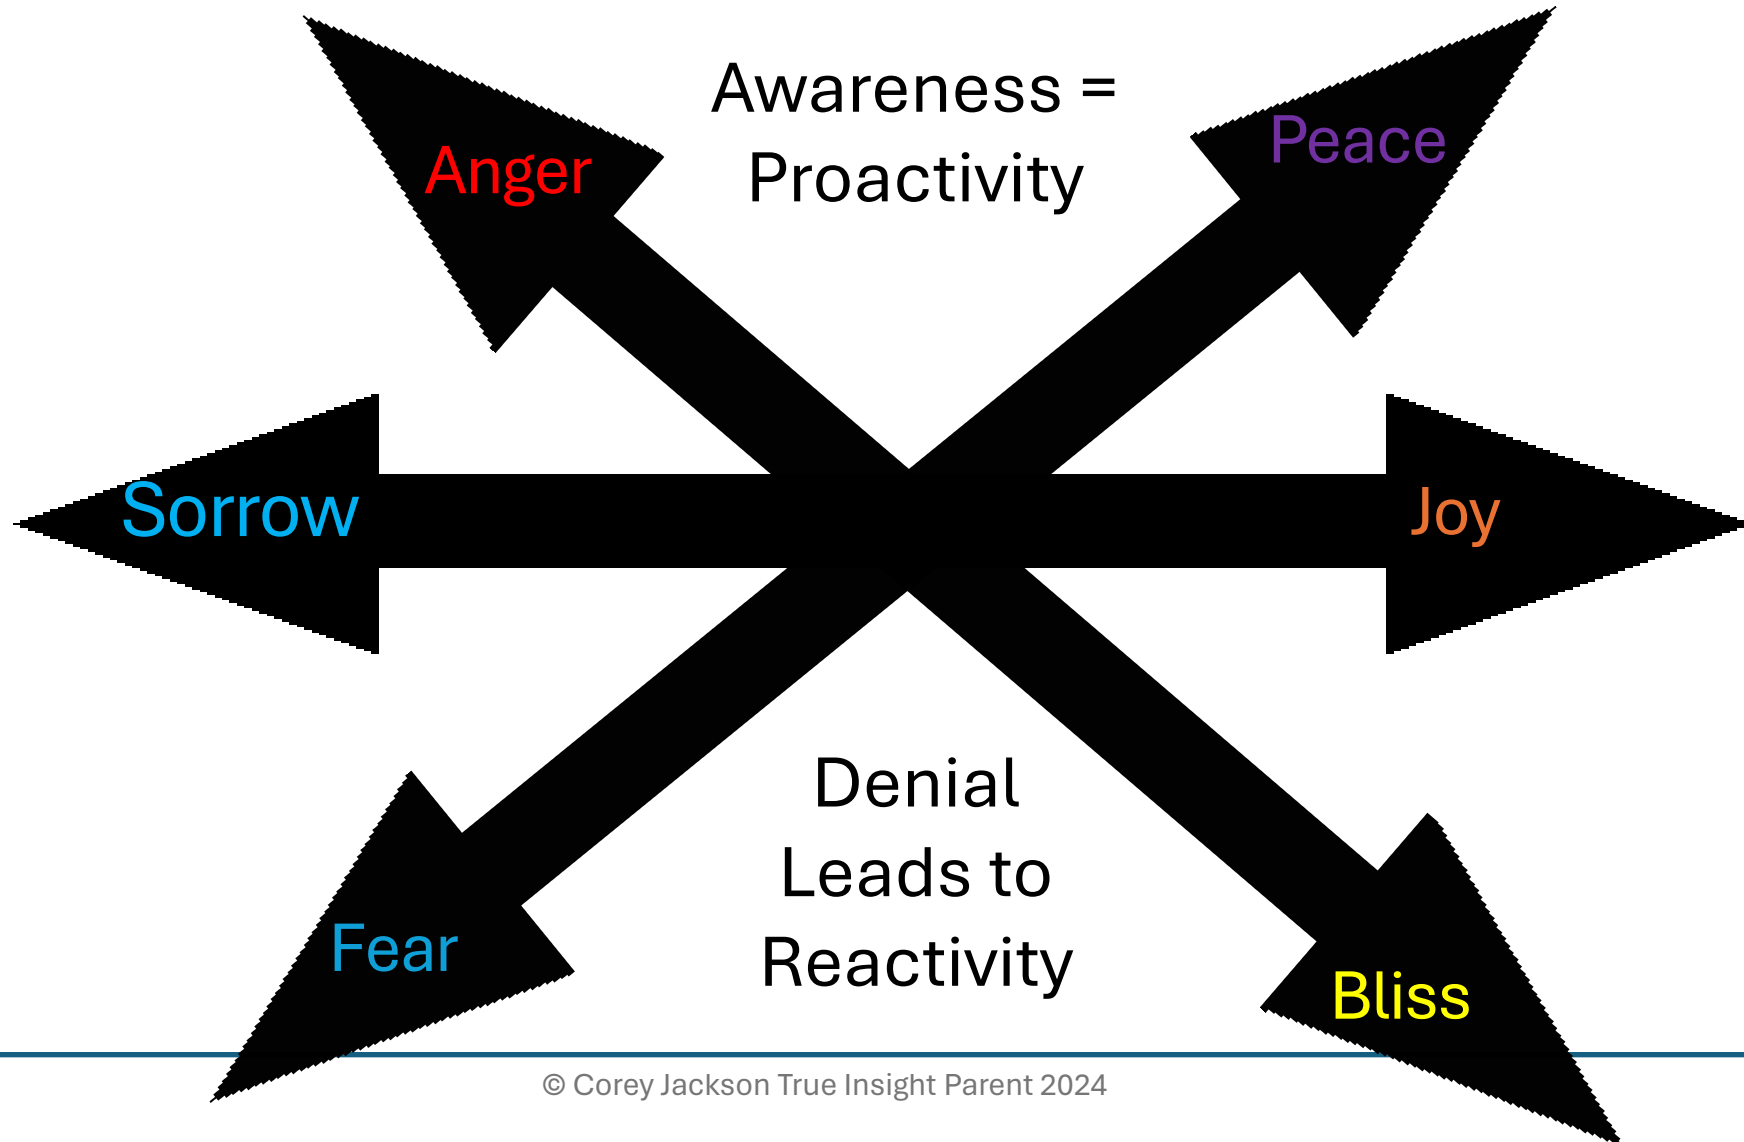 Awareness =
Proactivity
Anger
Peace
Sorrow
Joy
Denial
Leads to
Reactivity
Fear
Bliss
© Corey Jackson True Insight Parent 2024